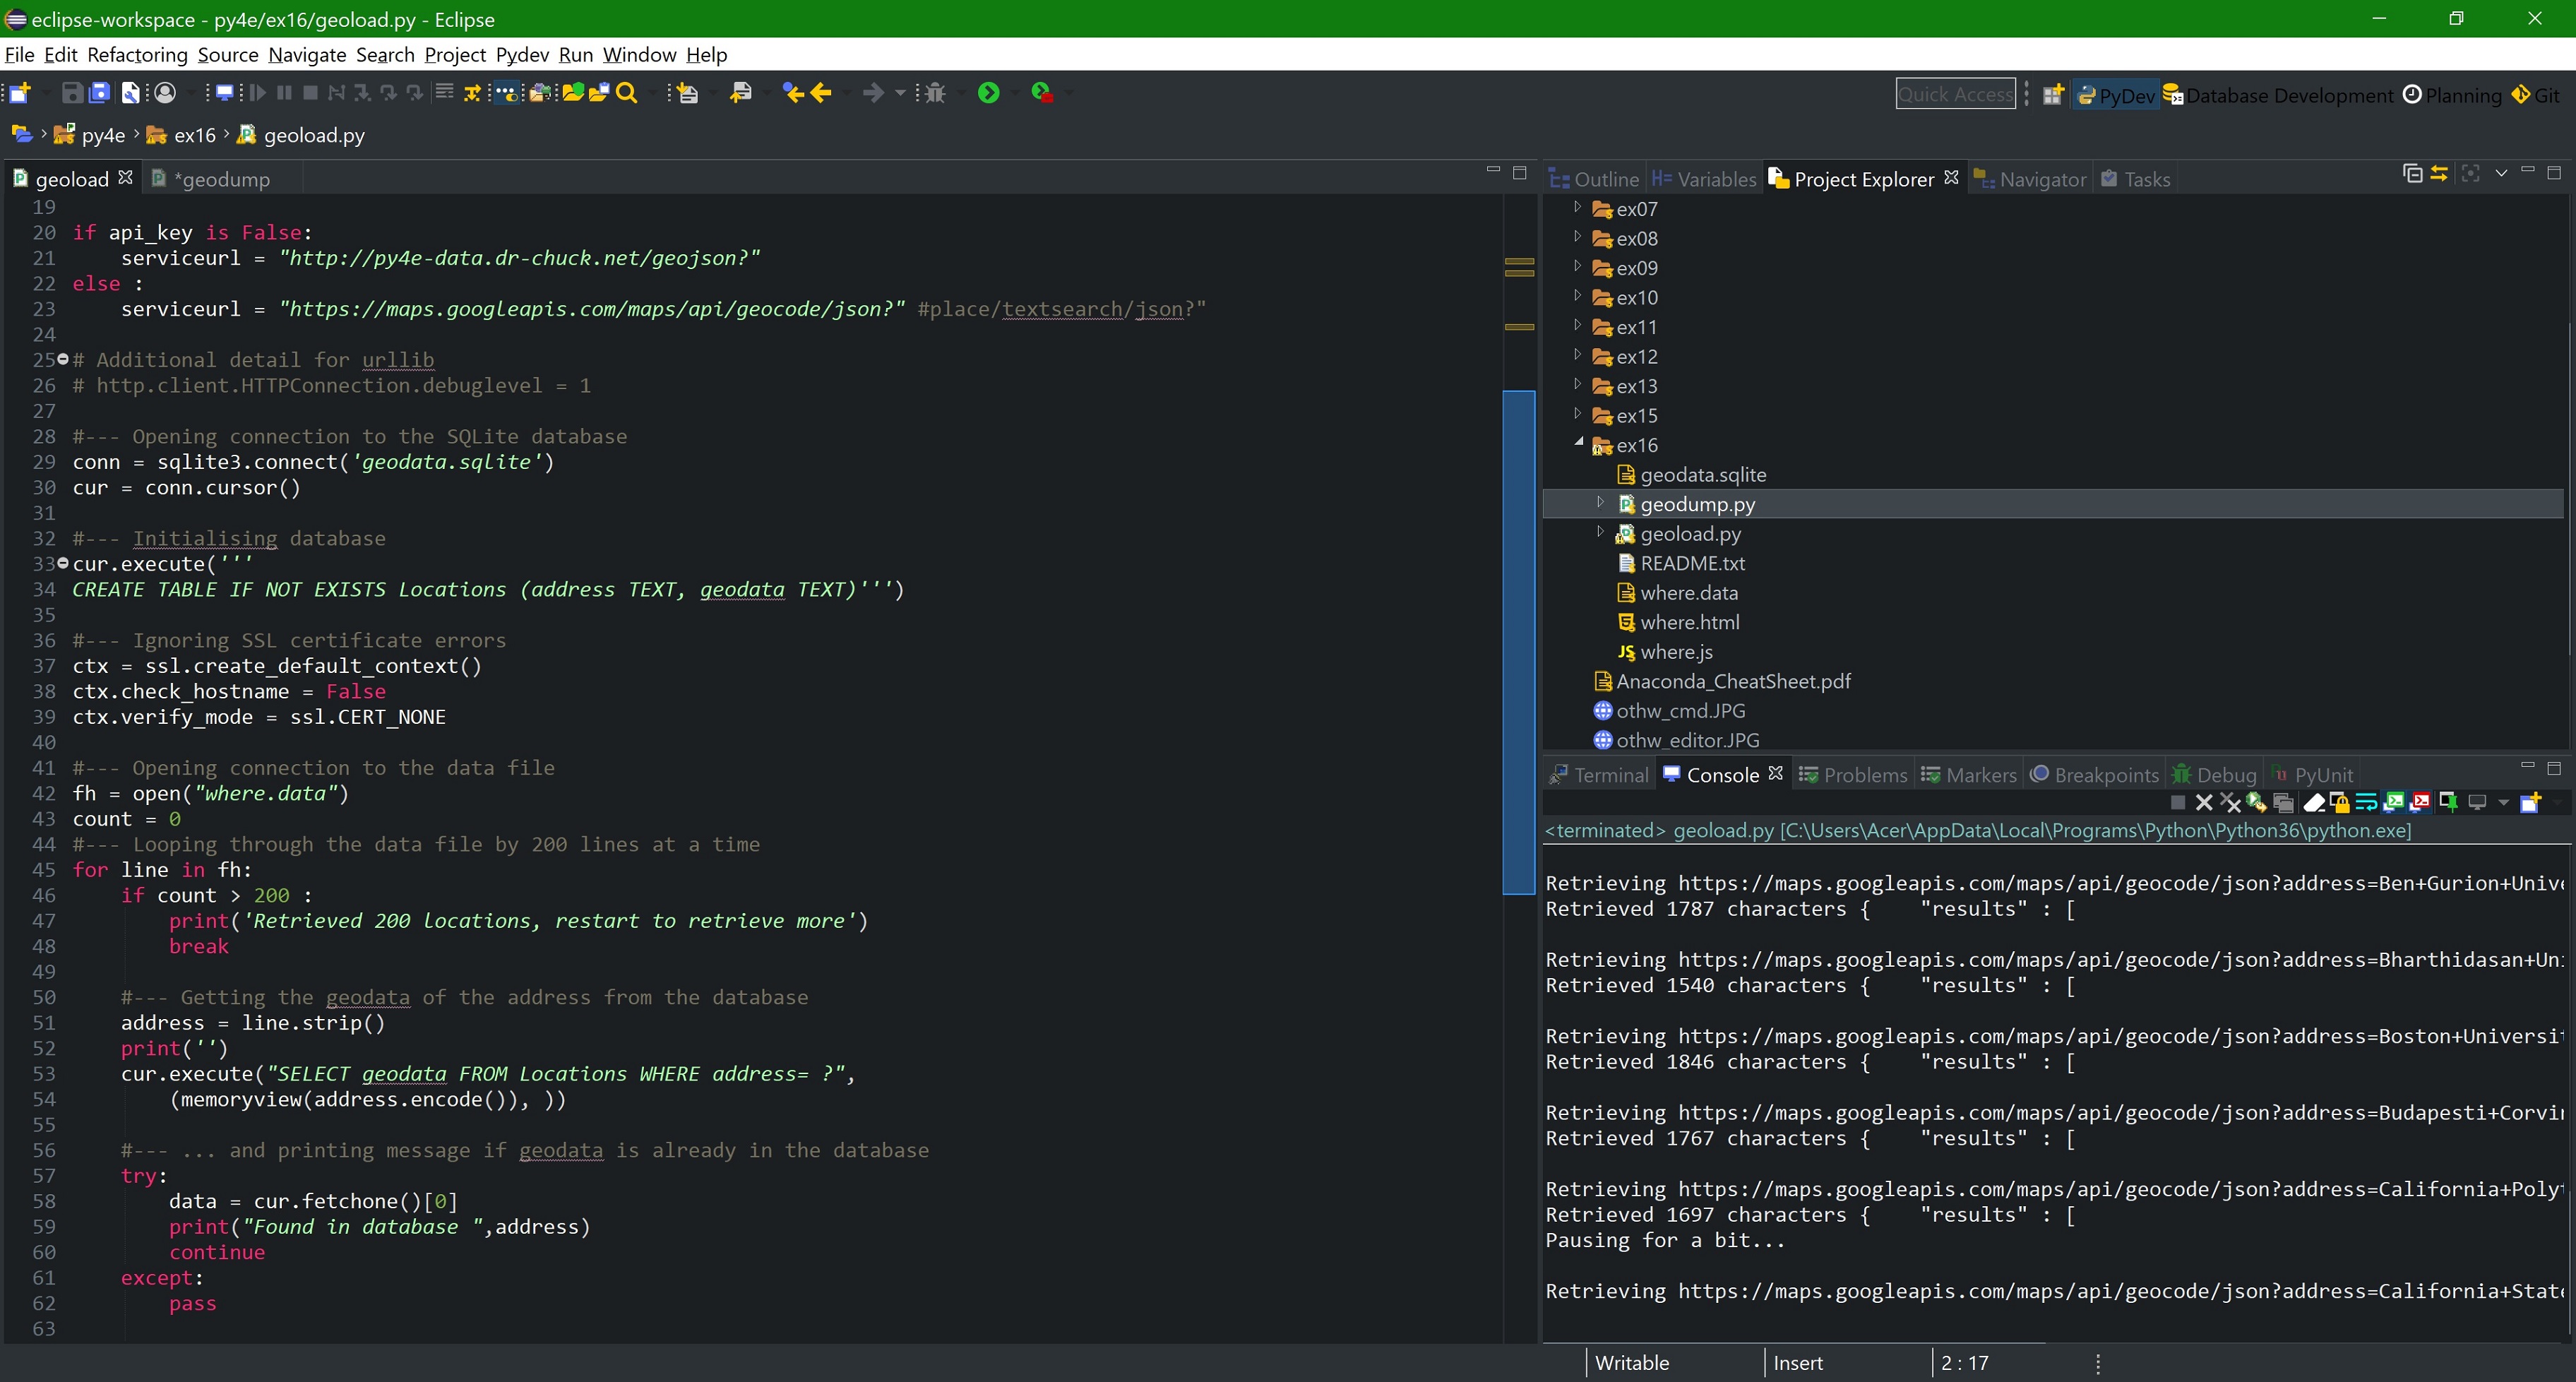 eclipse-workspace - py4e/ex16/geoload.py - Eclipse
File Edit Refactoring Source Navigate Search Project Pydev Run Window Help
Quick Access PyDev Database Development Planning Git
py4e ex16 geoload.py
geoload *geodump
19
20 if api_key is False:
21     serviceurl = "http://py4e-data.dr-chuck.net/geojson?"
22 else :
23     serviceurl = "https://maps.googleapis.com/maps/api/geocode/json?" #place/textsearch/json?"
24
25 # Additional detail for urllib
26 # http.client.HTTPConnection.debuglevel = 1
27
28 #--- Opening connection to the SQLite database
29 conn = sqlite3.connect('geodata.sqlite')
30 cur = conn.cursor()
31
32 #--- Initialising database
33 cur.execute('''
34 CREATE TABLE IF NOT EXISTS Locations (address TEXT, geodata TEXT)''')
35
36 #--- Ignoring SSL certificate errors
37 ctx = ssl.create_default_context()
38 ctx.check_hostname = False
39 ctx.verify_mode = ssl.CERT_NONE
40
41 #--- Opening connection to the data file
42 fh = open("where.data")
43 count = 0
44 #--- Looping through the data file by 200 lines at a time
45 for line in fh:
46     if count > 200 :
47         print('Retrieved 200 locations, restart to retrieve more')
48         break
49
50     #--- Getting the geodata of the address from the database
51     address = line.strip()
52     print('')
53     cur.execute("SELECT geodata FROM Locations WHERE address= ?",
54         (memoryview(address.encode()), ))
55
56     #--- ... and printing message if geodata is already in the database
57     try:
58         data = cur.fetchone()[0]
59         print("Found in database ",address)
60         continue
61     except:
62         pass
63
Outline Variables Project Explorer Navigator Tasks
ex07
ex08
ex09
ex10
ex11
ex12
ex13
ex15
ex16
geodata.sqlite
geodump.py
geoload.py
README.txt
where.data
where.html
JS where.js
Anaconda_CheatSheet.pdf
othw_cmd.JPG
othw_editor.JPG
Terminal Console Problems Markers Breakpoints Debug PyUnit
<terminated> geoload.py [C:\Users\Acer\AppData\Local\Programs\Python\Python36\python.exe]
Retrieving https://maps.googleapis.com/maps/api/geocode/json?address=Ben+Gurion+Unive
Retrieved 1787 characters {    "results" : [
Retrieving https://maps.googleapis.com/maps/api/geocode/json?address=Bharthidasan+Uni
Retrieved 1540 characters {    "results" : [
Retrieving https://maps.googleapis.com/maps/api/geocode/json?address=Boston+Universit
Retrieved 1846 characters {    "results" : [
Retrieving https://maps.googleapis.com/maps/api/geocode/json?address=Budapesti+Corvin
Retrieved 1767 characters {    "results" : [
Retrieving https://maps.googleapis.com/maps/api/geocode/json?address=California+Polyt
Retrieved 1697 characters {    "results" : [
Pausing for a bit...
Retrieving https://maps.googleapis.com/maps/api/geocode/json?address=California+State
Writable Insert 2 : 17